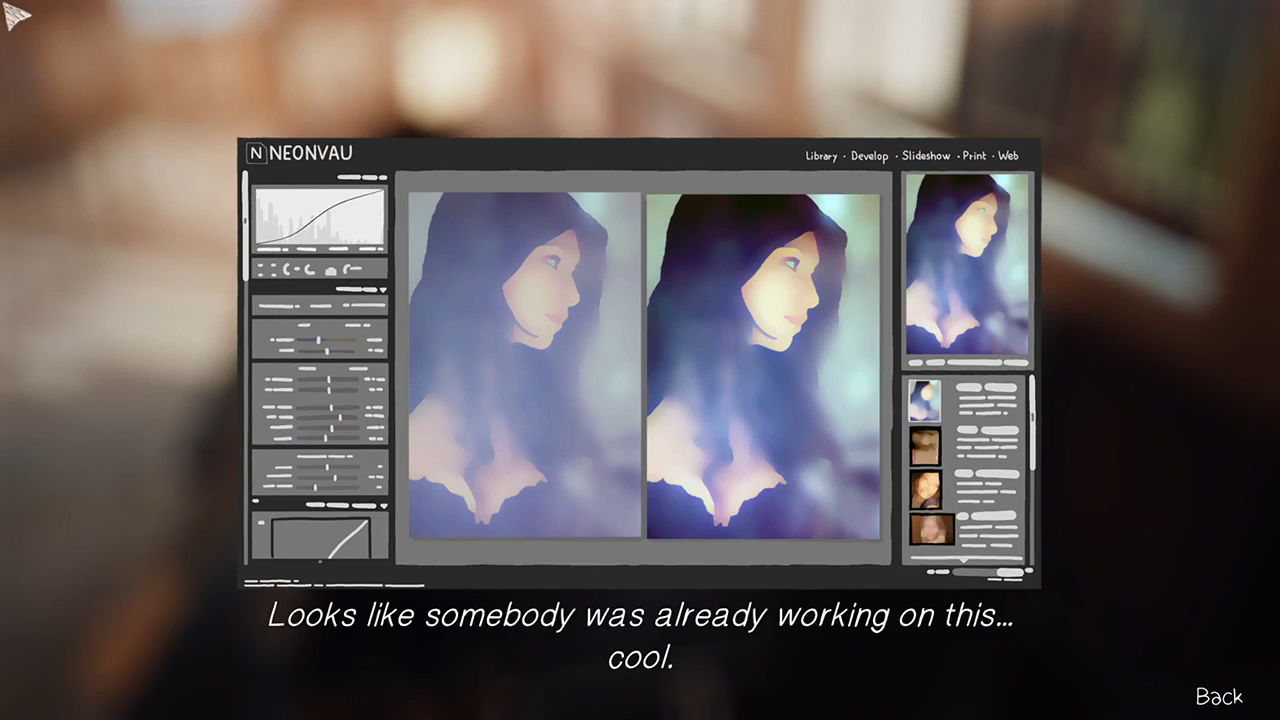 N NEONVAU
Library · Develop · Slideshow · Print · Web
Looks like somebody was already working on this...
cool.
Back